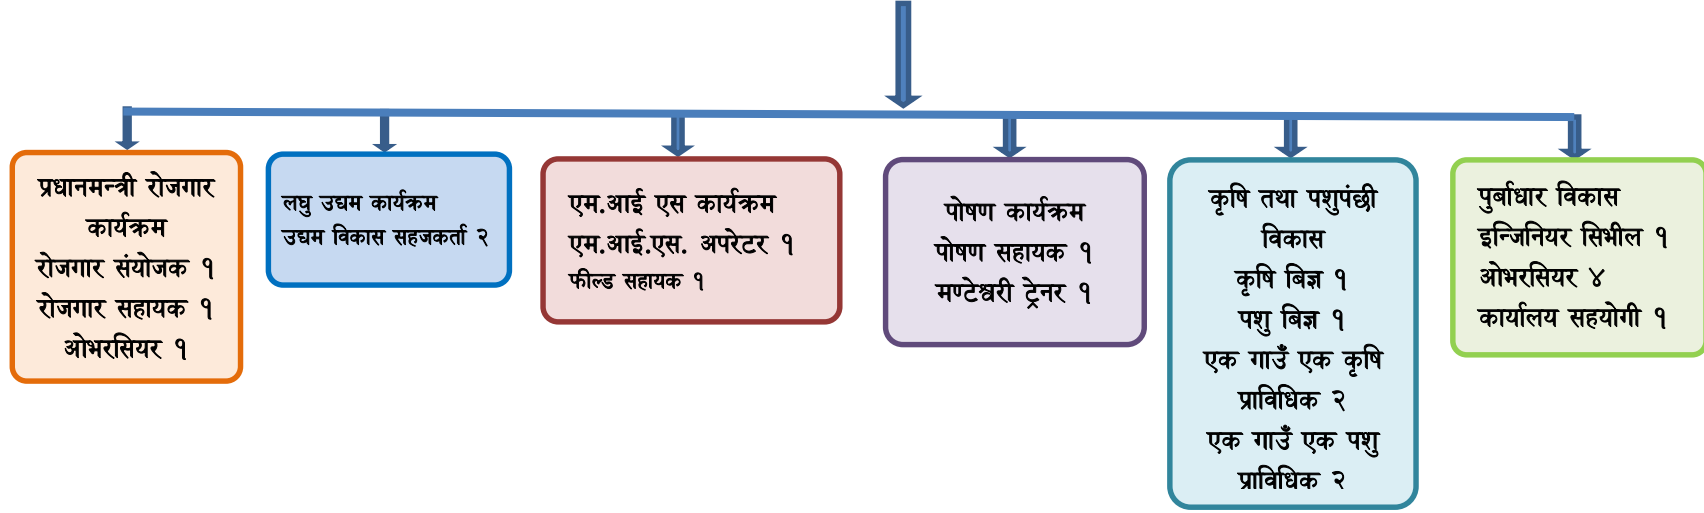 प्रधानमन्त्री रोजगार
कार्यक्रम
रोजगार संयोजक १
रोजगार सहायक १
ओभरसियर १
लघु उद्यम कार्यक्रम
उद्यम विकास सहजकर्ता २
एम.आई एस कार्यक्रम
एम.आई.एस. अपरेटर १
फील्ड सहायक १
पोषण कार्यक्रम
पोषण सहायक १
मण्टेश्वरी ट्रेनर १
कृषि तथा पशुपंछी
विकास
कृषि बिज्ञ १
पशु बिज्ञ १
एक गाउँ एक कृषि
प्राविधिक २
एक गाउँ एक पशु
प्राविधिक २
पुर्बाधार विकास
इन्जिनियर सिभील १
ओभरसियर ४
कार्यालय सहयोगी १